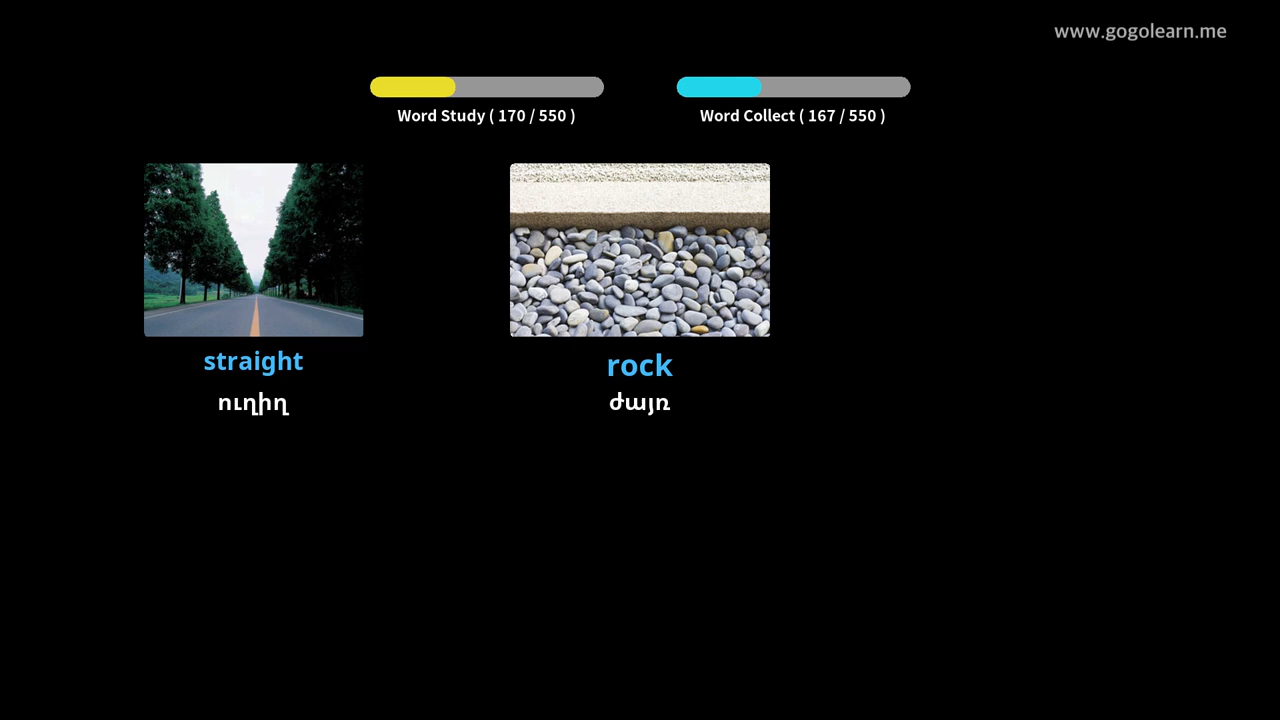 www.gogolearn.me
Word Study ( 170 / 550 )
Word Collect ( 167 / 550 )
straight
ուղիղ
rock
ժայռ